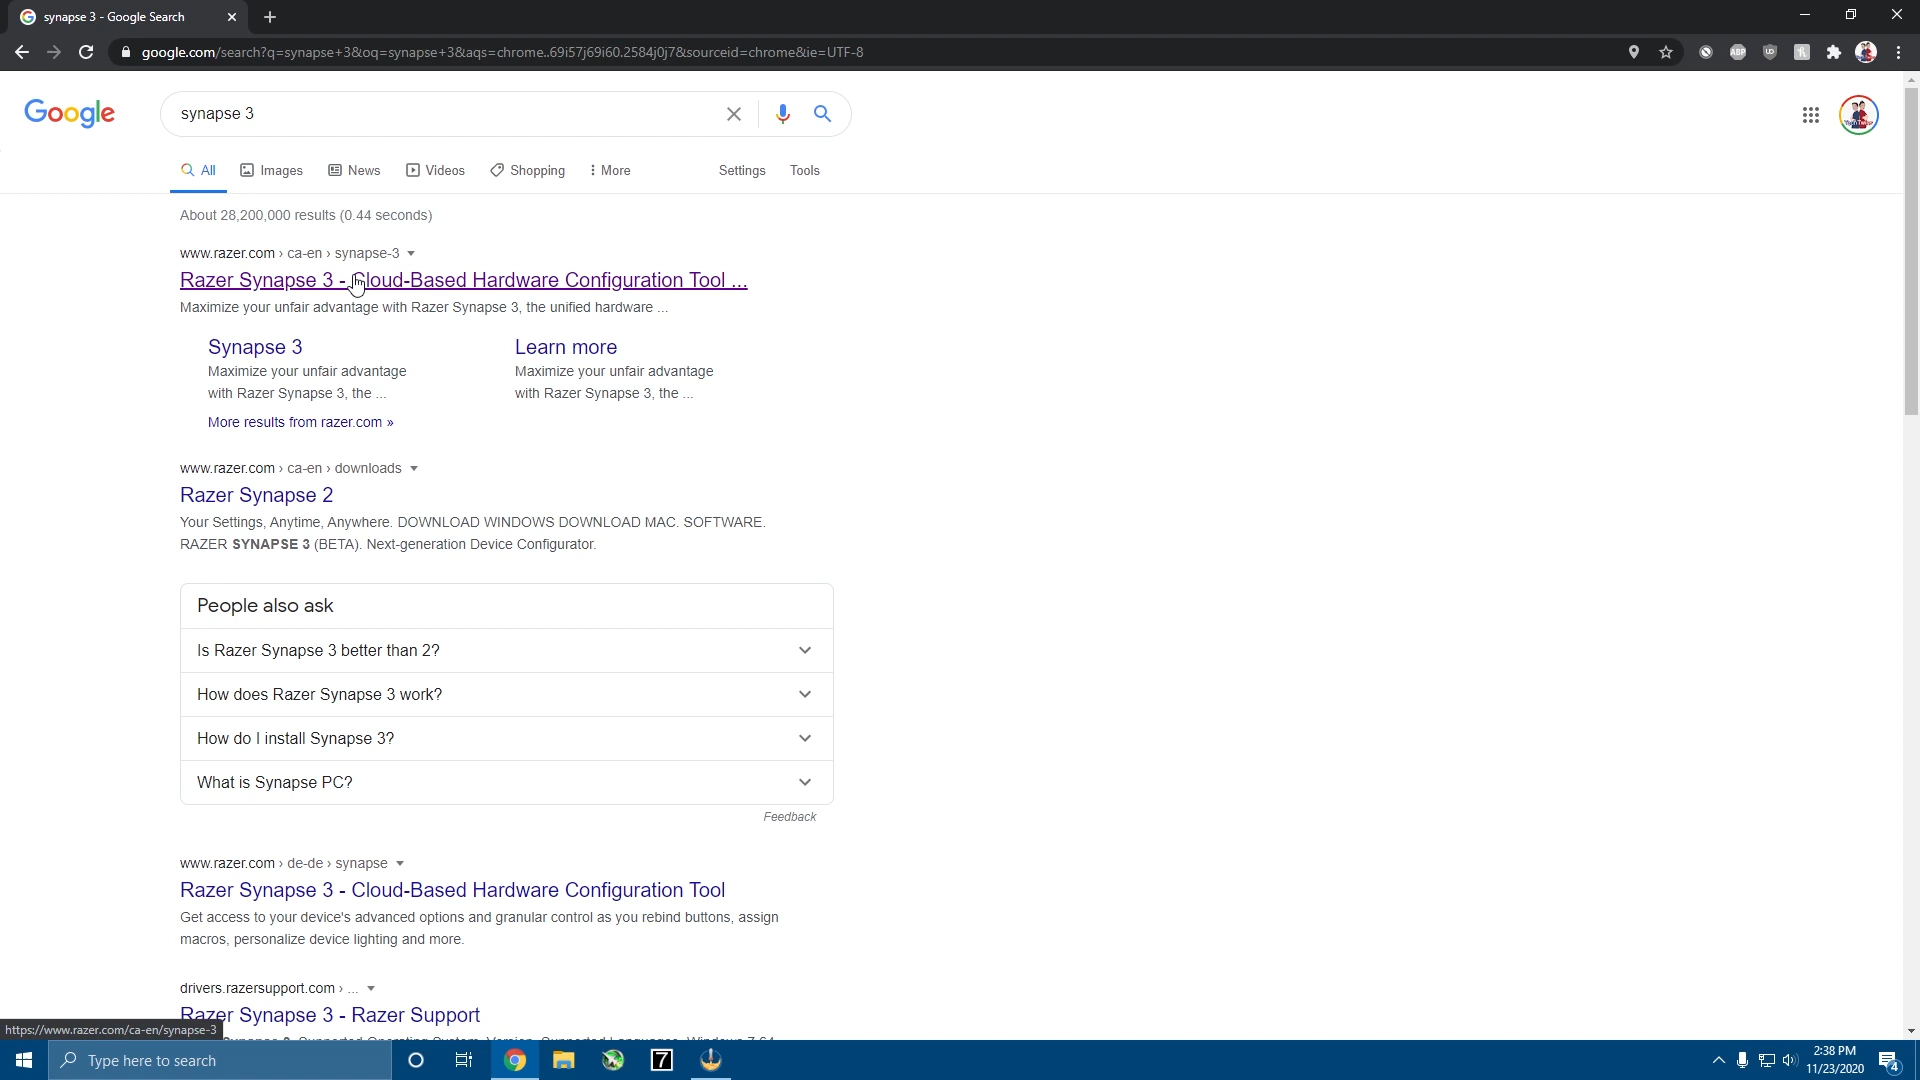 synapse 3 - Google Search
google.com/search?q=synapse+3&oq=synapse+3&aqs=chrome..69i57j69i60.2584j0j7&sourceid=chrome&ie=UTF-8
ABP
Google
synapse 3
All Images News Videos Shopping More Settings Tools
About 28,200,000 results (0.44 seconds)
www.razer.com › ca-en › synapse-3
Razer Synapse 3 - Cloud-Based Hardware Configuration Tool ...
Maximize your unfair advantage with Razer Synapse 3, the unified hardware ...
Synapse 3 Learn more
Maximize your unfair advantage Maximize your unfair advantage
with Razer Synapse 3, the ... with Razer Synapse 3, the ...
More results from razer.com »
www.razer.com › ca-en › downloads
Razer Synapse 2
Your Settings, Anytime, Anywhere. DOWNLOAD WINDOWS DOWNLOAD MAC. SOFTWARE.
RAZER SYNAPSE 3 (BETA). Next-generation Device Configurator.
People also ask
Is Razer Synapse 3 better than 2?
How does Razer Synapse 3 work?
How do I install Synapse 3?
What is Synapse PC?
Feedback
www.razer.com › de-de › synapse
Razer Synapse 3 - Cloud-Based Hardware Configuration Tool
Get access to your device's advanced options and granular control as you rebind buttons, assign
macros, personalize device lighting and more.
drivers.razersupport.com › ...
Razer Synapse 3 - Razer Support
https://www.razer.com/ca-en/synapse-3
Type here to search
7
2:38 PM
11/23/2020
4